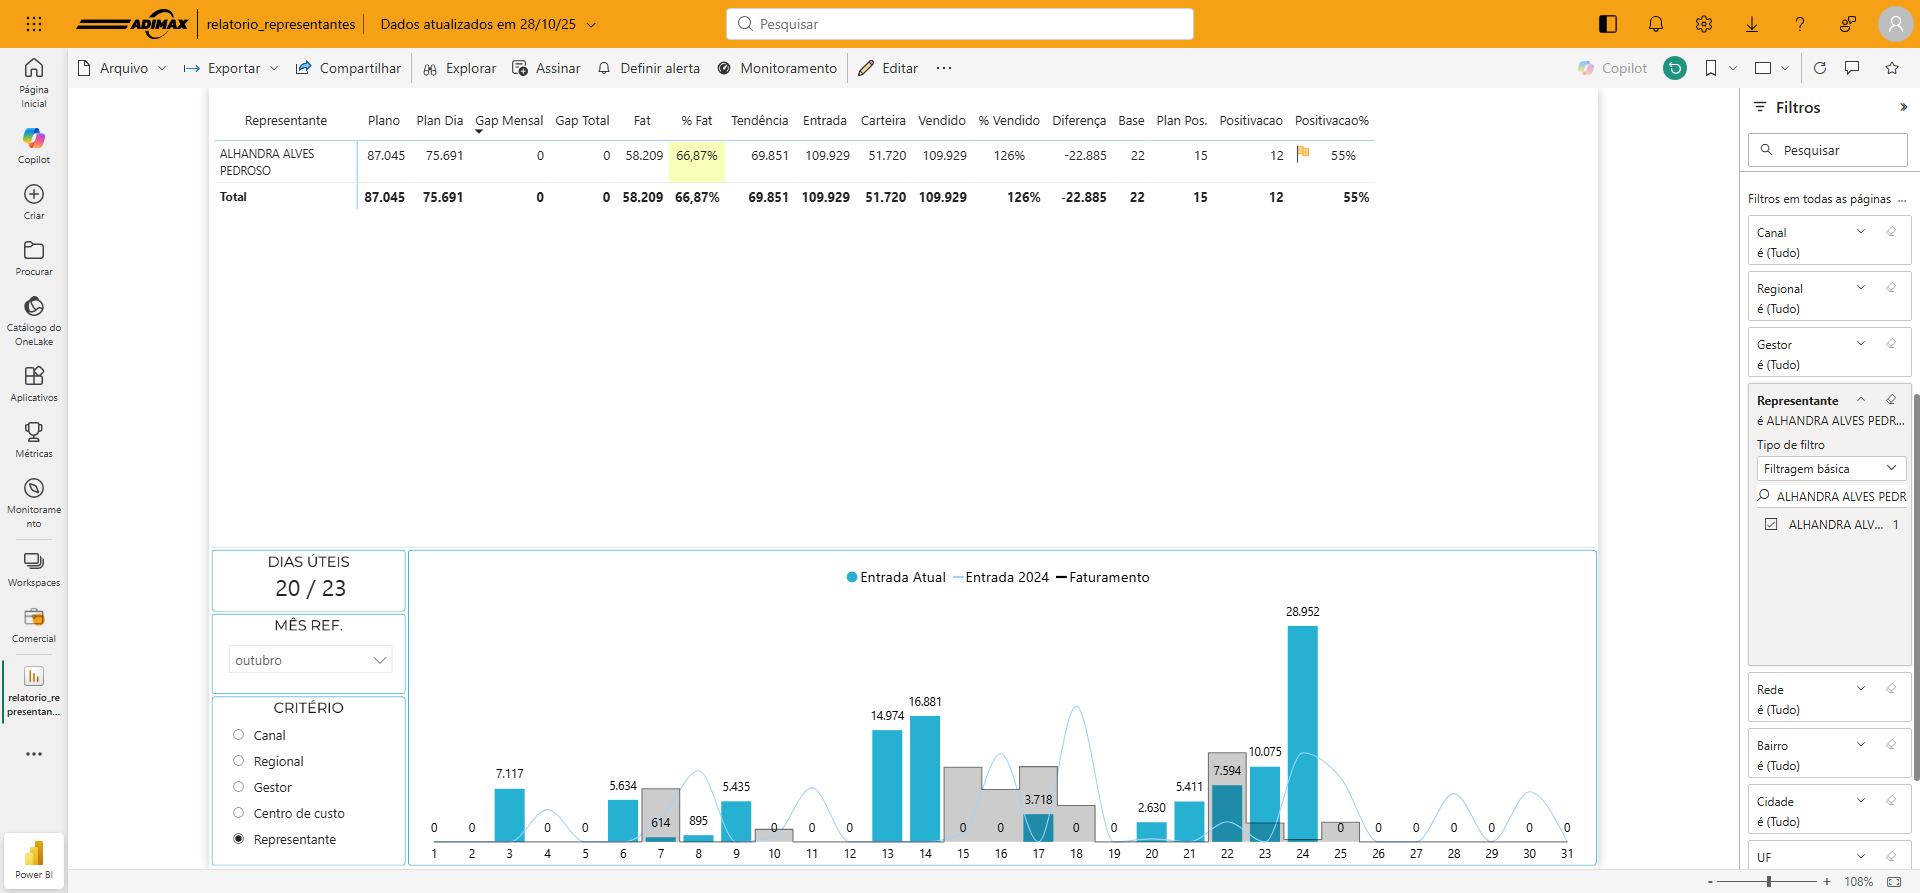 ADIMAX
relatorio_representantes
Dados atualizados em 28/10/25
Pesquisar
Arquivo
Exportar
Compartilhar
Explorar
Assinar
Definir alerta
Monitoramento
Editar
Copilot
Página
Inicial
Copilot
Criar
Procurar
Catálogo do
OneLake
Aplicativos
Métricas
Monitorame
nto
Workspaces
Comercial
relatorio_re
presentan...
Power BI
Representante Plano Plan Dia Gap Mensal Gap Total Fat % Fat Tendência Entrada Carteira Vendido % Vendido Diferença Base Plan Pos. Positivacao Positivacao%
ALHANDRA ALVES
PEDROSO
87.045 75.691 0 0 58.209 66,87% 69.851 109.929 51.720 109.929 126% -22.885 22 15 12 55%
Total 87.045 75.691 0 0 58.209 66,87% 69.851 109.929 51.720 109.929 126% -22.885 22 15 12 55%
DIAS ÚTEIS
20 / 23
MÊS REF.
outubro
CRITÉRIO
Canal
Regional
Gestor
Centro de custo
Representante
Entrada Atual Entrada 2024 Faturamento
0 0 7.117 0 0 5.634 614 895 5.435 0 0 0 14.974 16.881 0 0 3.718 0 0 2.630 5.411 7.594 10.075 28.952 0 0 0 0 0 0 0
1 2 3 4 5 6 7 8 9 10 11 12 13 14 15 16 17 18 19 20 21 22 23 24 25 26 27 28 29 30 31
Filtros
Pesquisar
Filtros em todas as páginas ...
Canal
é (Tudo)
Regional
é (Tudo)
Gestor
é (Tudo)
Representante
é ALHANDRA ALVES PEDR...
Tipo de filtro
Filtragem básica
ALHANDRA ALVES PEDR
ALHANDRA ALV... 1
Rede
é (Tudo)
Bairro
é (Tudo)
Cidade
é (Tudo)
UF
- + 108%